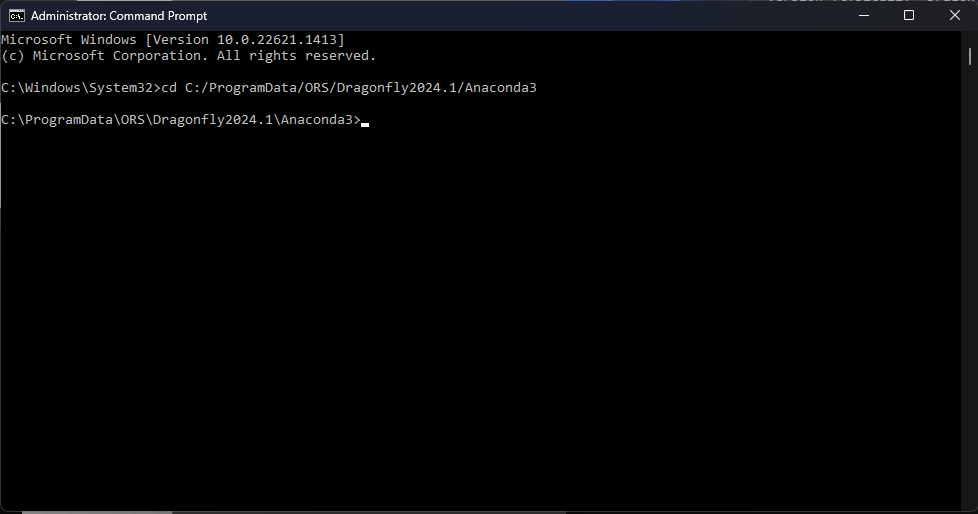 Administrator: Command Prompt
Microsoft Windows [Version 10.0.22621.1413]
(c) Microsoft Corporation. All rights reserved.
C:\Windows\System32>cd C:/ProgramData/ORS/Dragonfly2024.1/Anaconda3
C:\ProgramData\ORS\Dragonfly2024.1\Anaconda3>